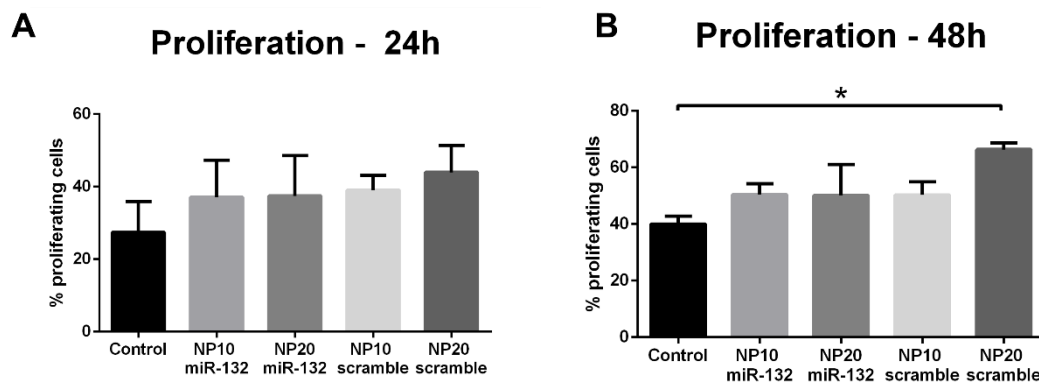 A
Proliferation - 24h
% proliferating cells
60
40
20
0
Control
NP10
miR-132
NP20
miR-132
NP10
scramble
NP20
scramble
B
Proliferation - 48h
*
% proliferating cells
80
60
40
20
0
Control
NP10
miR-132
NP20
miR-132
NP10
scramble
NP20
scramble